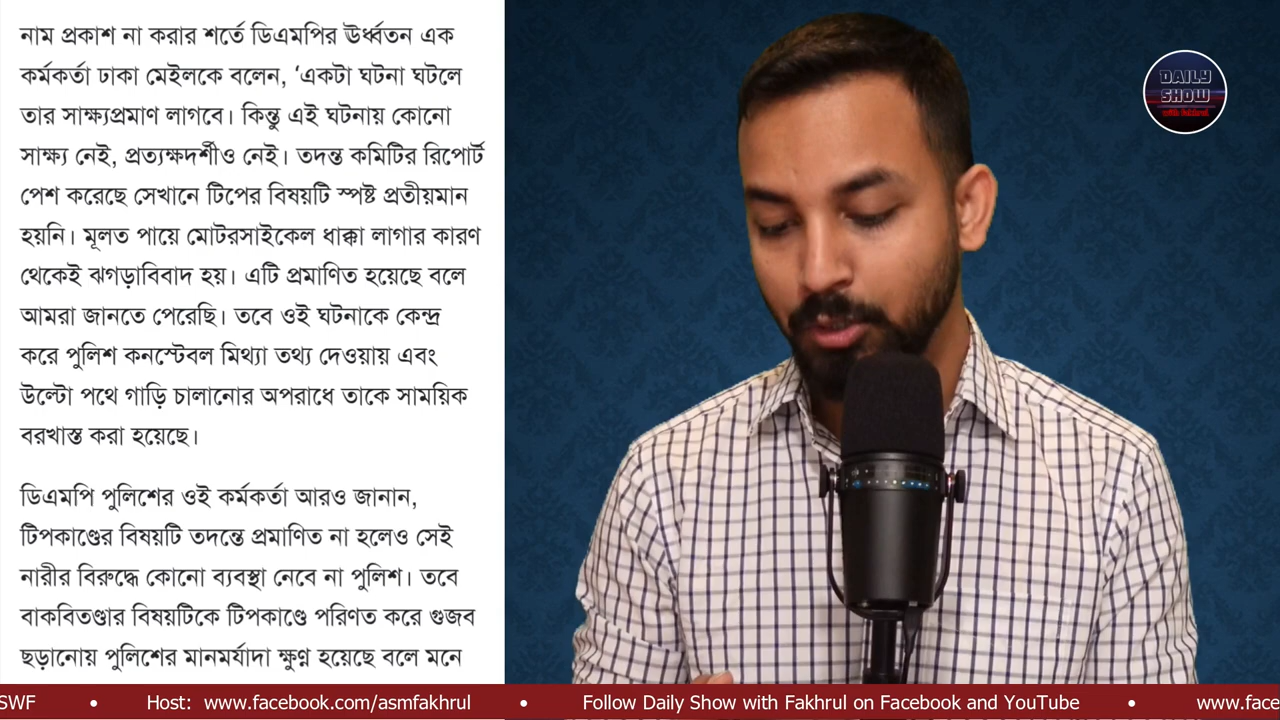 নাম প্রকাশ না করার শর্তে ডিএমপির ঊর্ধ্বতন এক
কর্মকর্তা ঢাকা মেইলকে বলেন, ‘একটা ঘটনা ঘটলে
তার সাক্ষ্যপ্রমাণ লাগবে। কিন্তু এই ঘটনায় কোনো
সাক্ষ্য নেই, প্রত্যক্ষদর্শীও নেই। তদন্ত কমিটির রিপোর্ট
পেশ করেছে সেখানে টিপের বিষয়টি স্পষ্ট প্রতীয়মান
হয়নি। মূলত পায়ে মোটরসাইকেল ধাক্কা লাগার কারণ
থেকেই ঝগড়াবিবাদ হয়। এটি প্রমাণিত হয়েছে বলে
আমরা জানতে পেরেছি। তবে ওই ঘটনাকে কেন্দ্র
করে পুলিশ কনস্টেবল মিথ্যা তথ্য দেওয়ায় এবং
উল্টো পথে গাড়ি চালানোর অপরাধে তাকে সাময়িক
বরখাস্ত করা হয়েছে।
ডিএমপি পুলিশের ওই কর্মকর্তা আরও জানান,
টিপকাণ্ডের বিষয়টি তদন্তে প্রমাণিত না হলেও সেই
নারীর বিরুদ্ধে কোনো ব্যবস্থা নেবে না পুলিশ। তবে
বাকবিতণ্ডার বিষয়টিকে টিপকাণ্ডে পরিণত করে গুজব
ছড়ানোয় পুলিশের মানমর্যাদা ক্ষুণ্ন হয়েছে বলে মনে
DAILY
SHOW
with fakhrul
SWF • Host: www.facebook.com/asmfakhrul • Follow Daily Show with Fakhrul on Facebook and YouTube • www.face